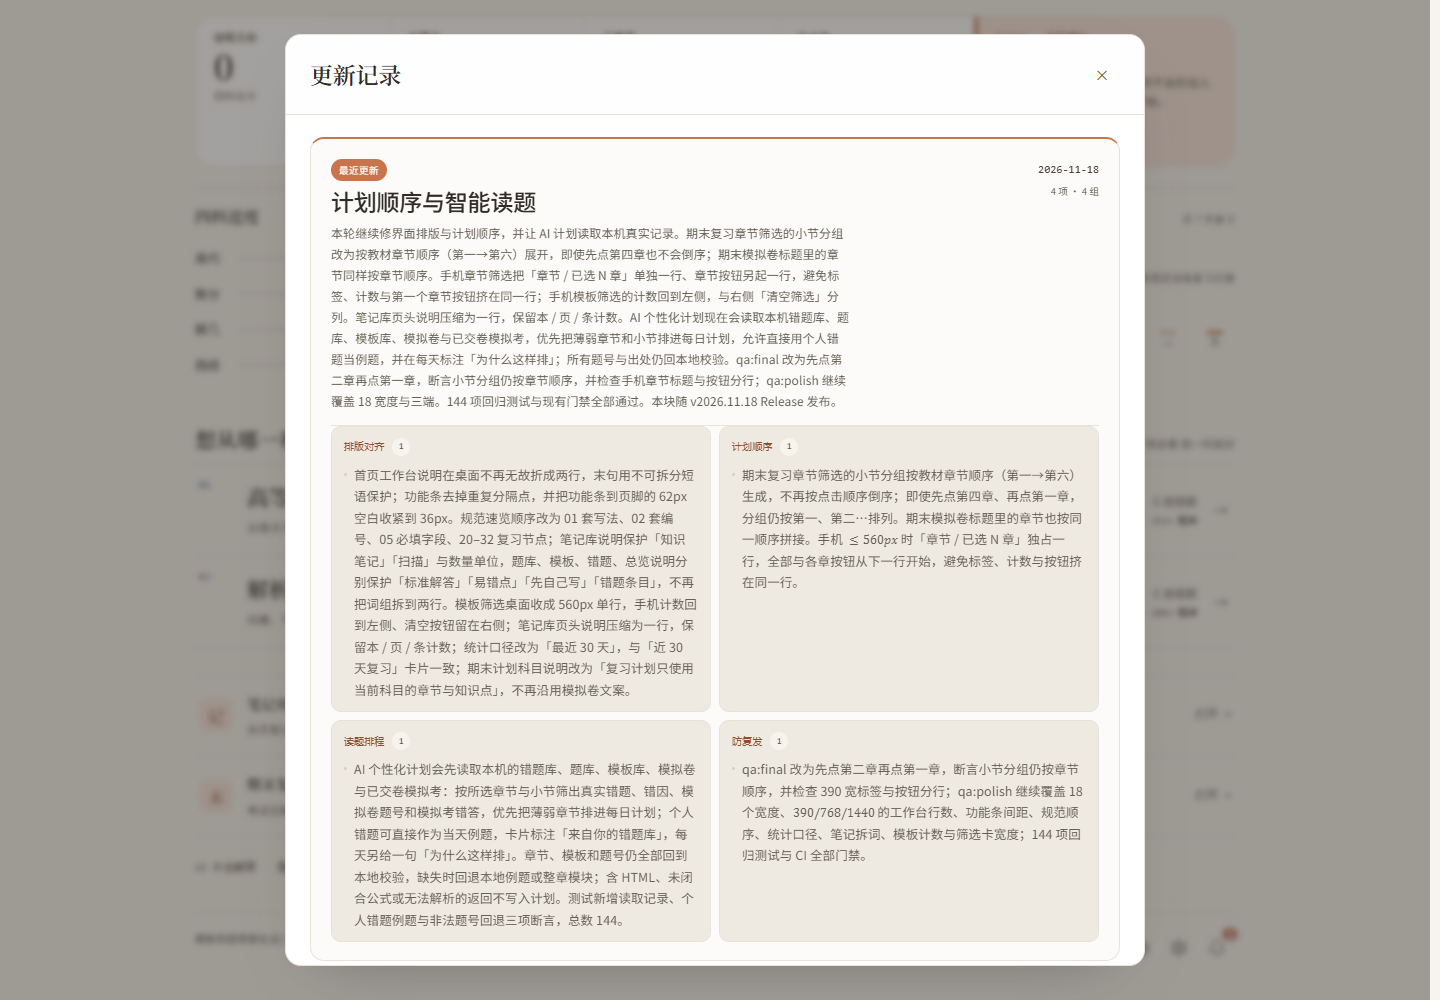 更新记录
×
最近更新
2026-11-18
4 项 · 4 组
计划顺序与智能读题
本轮继续修界面排版与计划顺序，并让 AI 计划读取本机真实记录。期末复习章节筛选的小节分组
改为按教材章节顺序（第一→第六）展开，即使先点第四章也不会倒序；期末模拟卷标题里的章
节同样按章节顺序。手机章节筛选把「章节 / 已选 N 章」单独一行、章节按钮另起一行，避免标
签、计数与第一个章节按钮挤在同一行；手机模板筛选的计数回到左侧，与右侧「清空筛选」分
列。笔记库页头说明压缩为一行，保留本 / 页 / 条计数。AI 个性化计划现在会读取本机错题库、题
库、模板库、模拟卷与已交卷模拟考，优先把薄弱章节和小节排进每日计划，允许直接用个人错
题当例题，并在每天标注「为什么这样排」；所有题号与出处仍回本地校验。qa:final 改为先点第
二章再点第一章，断言小节分组仍按章节顺序，并检查手机章节标题与按钮分行；qa:polish 继续
覆盖 18 宽度与三端。144 项回归测试与现有门禁全部通过。本块随 v2026.11.18 Release 发布。
排版对齐 1
首页工作台说明在桌面不再无故折成两行，末句用不可拆分短
语保护；功能条去掉重复分隔点，并把功能条到页脚的 62px
空白收紧到 36px。规范速览顺序改为 01 套写法、02 套编
号、05 必填字段、20–32 复习节点；笔记库说明保护「知识
笔记」「扫描」与数量单位，题库、模板、错题、总览说明分
别保护「标准解答」「易错点」「先自己写」「错题条目」，不再
把词组拆到两行。模板筛选桌面收成 560px 单行，手机计数回
到左侧、清空按钮留在右侧；笔记库页头说明压缩为一行，保
留本 / 页 / 条计数；统计口径改为「最近 30 天」，与「近 30
天复习」卡片一致；期末计划科目说明改为「复习计划只使用
当前科目的章节与知识点」，不再沿用模拟卷文案。
计划顺序 1
期末复习章节筛选的小节分组按教材章节顺序（第一→第六）
生成，不再按点击顺序倒序；即使先点第四章、再点第一章，
分组仍按第一、第二…排列。期末模拟卷标题里的章节也按同
一顺序拼接。手机 ≤ 560px 时「章节 / 已选 N 章」独占一
行，全部与各章按钮从下一行开始，避免标签、计数与按钮挤
在同一行。
读题排程 1
AI 个性化计划会先读取本机的错题库、题库、模板库、模拟卷
与已交卷模拟考：按所选章节与小节筛出真实错题、错因、模
拟卷题号和模拟考错答，优先把薄弱章节排进每日计划；个人
错题可直接作为当天例题，卡片标注「来自你的错题库」，每
天另给一句「为什么这样排」。章节、模板和题号仍全部回到
本地校验，缺失时回退本地例题或整章模块；含 HTML、未闭
合公式或无法解析的返回不写入计划。测试新增读取记录、个
人错题例题与非法题号回退三项断言，总数 144。
防复发 1
qa:final 改为先点第二章再点第一章，断言小节分组仍按章节
顺序，并检查 390 宽标签与按钮分行；qa:polish 继续覆盖 18
个宽度、390/768/1440 的工作台行数、功能条间距、规范顺
序、统计口径、笔记拆词、模板计数与筛选卡宽度；144 项回
归测试与 CI 全部门禁。